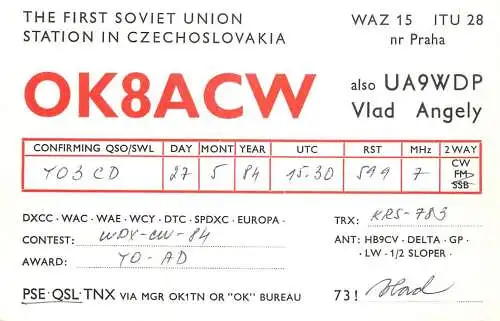 THE FIRST SOVIET UNION
STATION IN CZECHOSLOVAKIA
WAZ 15 ITU 28
nr Praha
OK8ACW
also UA9WDP
Vlad Angely
CONFIRMING QSO/SWL DAY MONT YEAR UTC RST MHz 2 WAY
YO3CD 27 5 84 15.30 599 7 CW
FM
SSB
DXCC · WAC · WAE · WCY · DTC · SPDXC · EUROPA ·
CONTEST: WDX-CW-84
AWARD: YO-AD
TRX: KRS-783
ANT: HB9CV · DELTA · GP ·
· LW · 1/2 SLOPER ·
PSE · QSL · TNX VIA MGR OK1TN OR "OK" BUREAU
73! Vlad